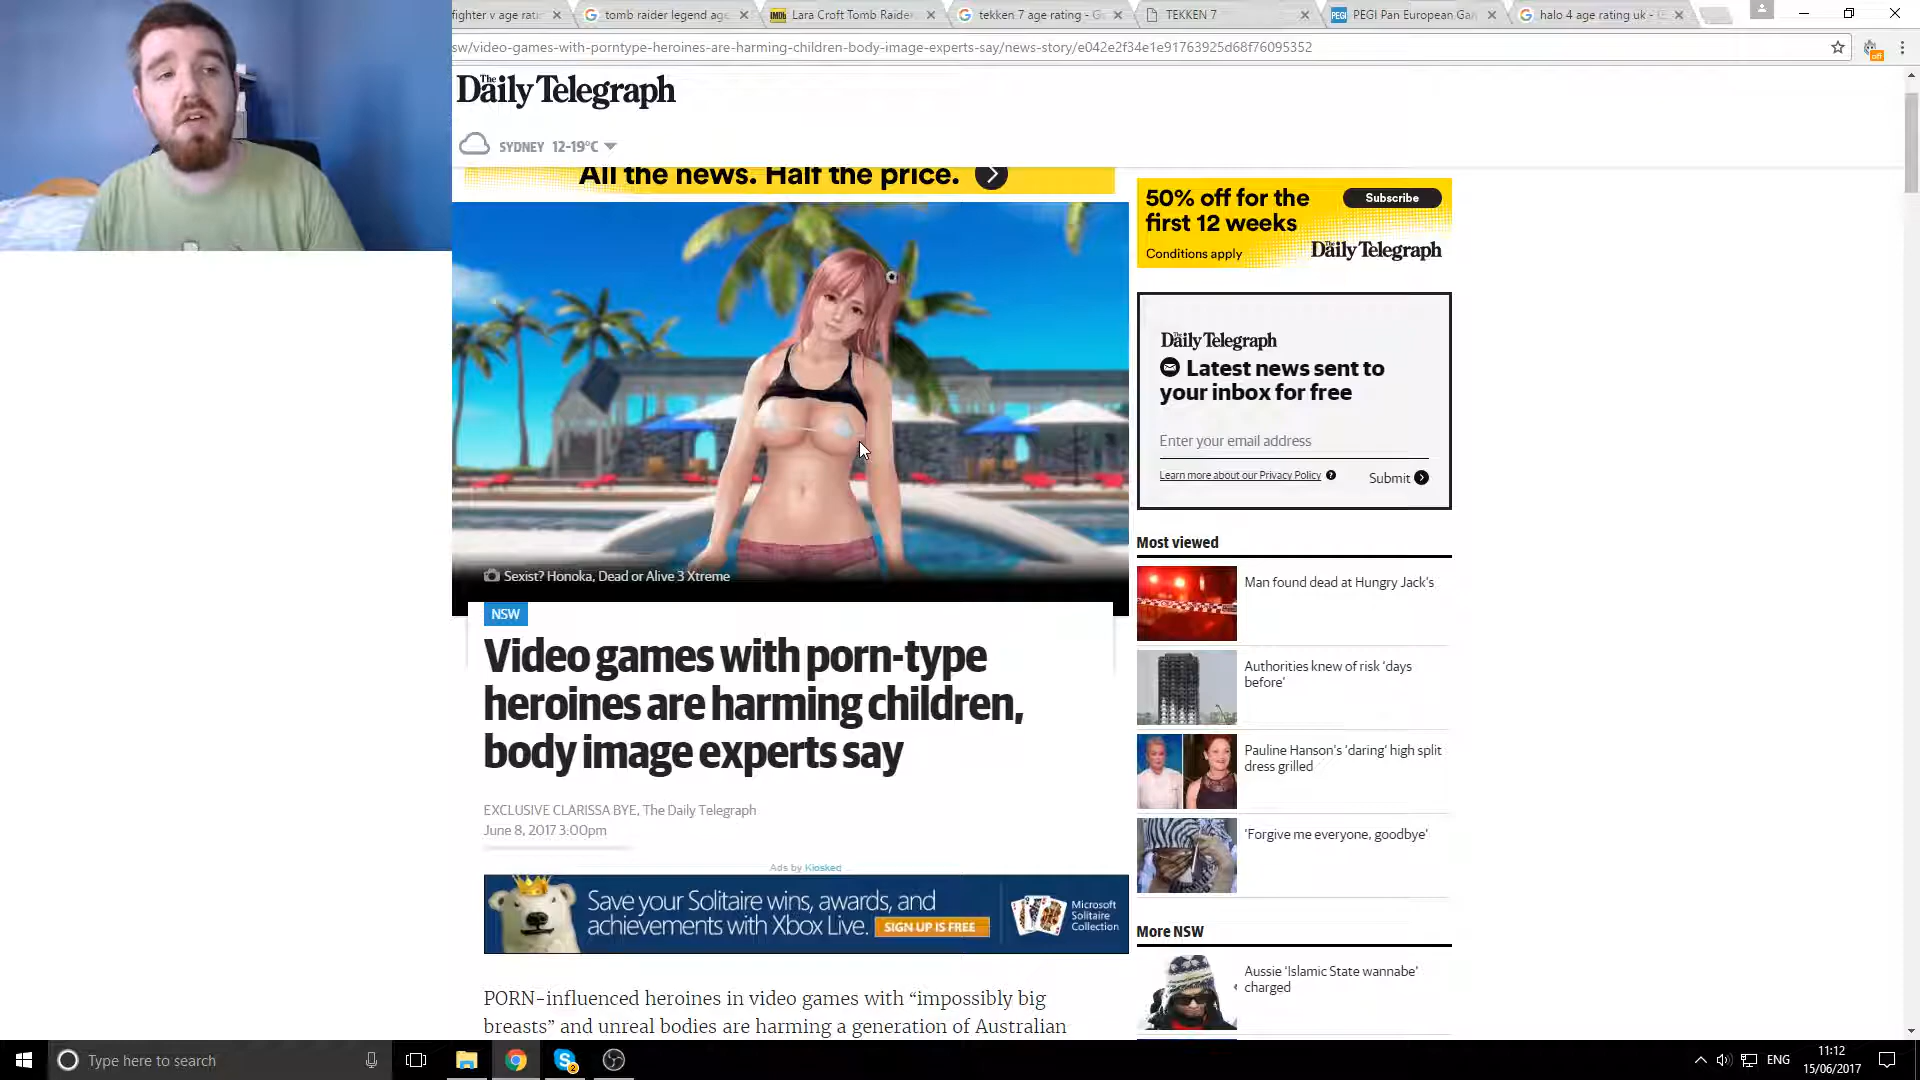 fighter v age rati
tomb raider legend age
Lara Croft Tomb Raider
tekken 7 age rating - G
TEKKEN 7
PEGI Pan European Gam
halo 4 age rating uk -
sw/video-games-with-porntype-heroines-are-harming-children-body-image-experts-say/news-story/e042e2f34e1e91763925d68f76095352
The Daily Telegraph
SYDNEY 12-19°C
All the news. Half the price.
50% off for the
first 12 weeks
Subscribe
Conditions apply
The Daily Telegraph
The Daily Telegraph
Latest news sent to
your inbox for free
Enter your email address
Learn more about our Privacy Policy ?
Submit
Sexist? Honoka, Dead or Alive 3 Xtreme
NSW
Video games with porn-type
heroines are harming children,
body image experts say
EXCLUSIVE CLARISSA BYE, The Daily Telegraph
June 8, 2017 3:00pm
Ads by Kiosked
Save your Solitaire wins, awards, and
achievements with Xbox Live. SIGN UP IS FREE
Microsoft
Solitaire
Collection
PORN-influenced heroines in video games with “impossibly big
breasts” and unreal bodies are harming a generation of Australian
Most viewed
Man found dead at Hungry Jack's
Authorities knew of risk 'days
before'
Pauline Hanson's 'daring' high split
dress grilled
'Forgive me everyone, goodbye'
More NSW
Aussie 'Islamic State wannabe'
charged
Type here to search
ENG
11:12
15/06/2017